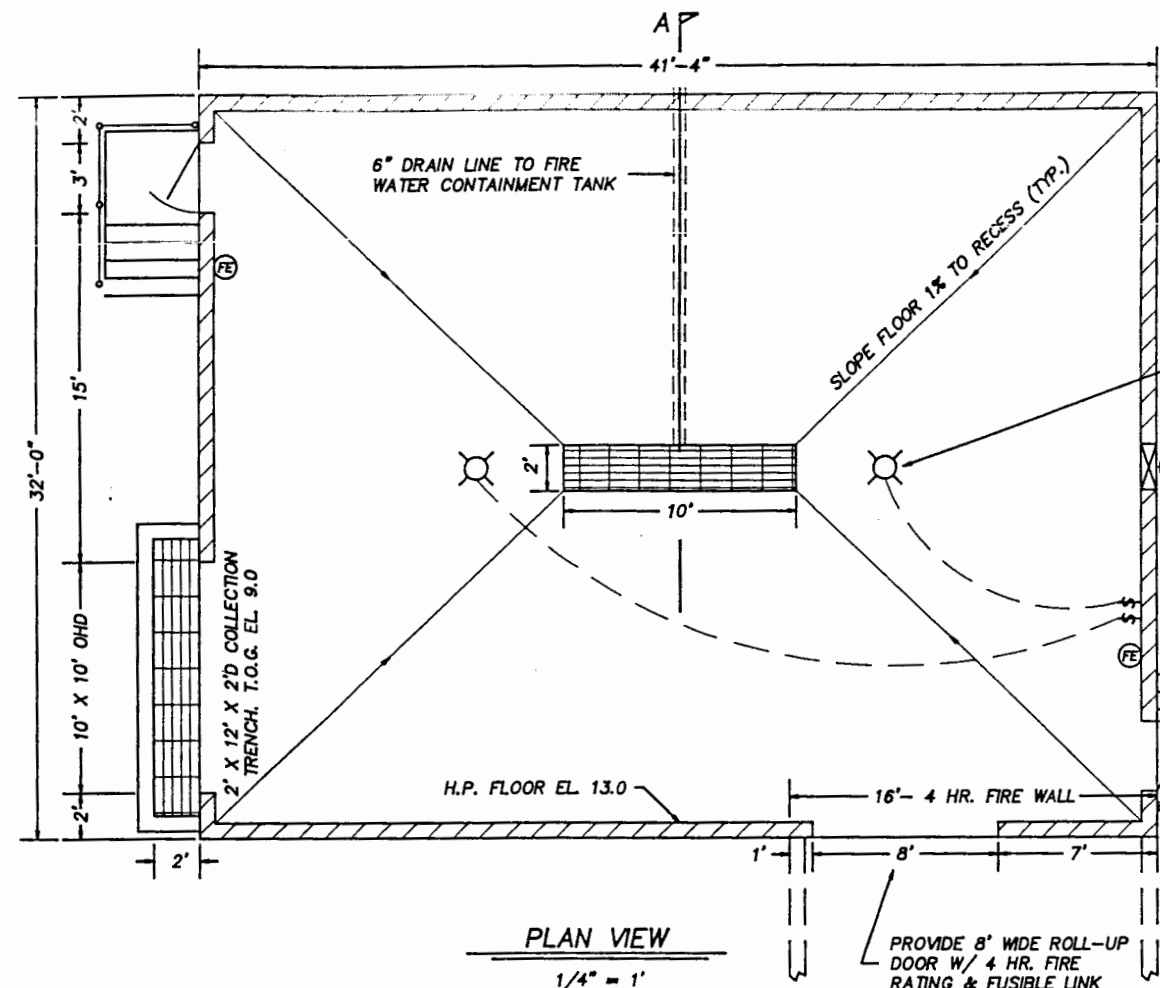 A
41'-4"
2'
3'
15'
32'-0"
10' X 10' OHD
2'
2'
6" DRAIN LINE TO FIRE
WATER CONTAINMENT TANK
SLOPE FLOOR 1% TO RECESS (TYP.)
FE
2'
10'
2' X 12' X 2'D COLLECTION
TRENCH. T.O.G. EL. 9.0
S
S
FE
H.P. FLOOR EL. 13.0
16'- 4 HR. FIRE WALL
1'
8'
7'
PLAN VIEW
1/4" = 1'
PROVIDE 8' WIDE ROLL-UP
DOOR W/ 4 HR. FIRE
RATING & FUSIBLE LINK